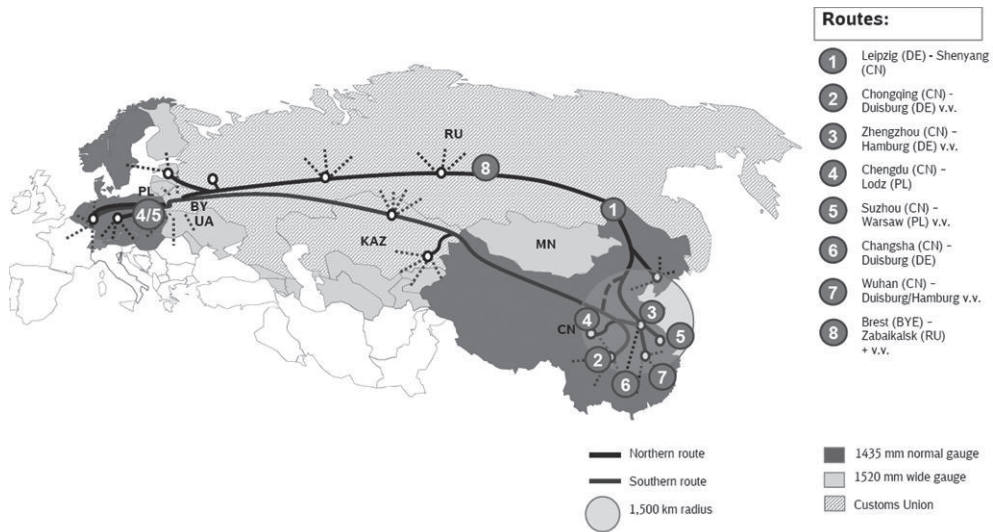 Routes:
1 Leipzig (DE) - Shenyang
(CN)
2 Chongqing (CN) –
Duisburg (DE) v.v.
3 Zhengzhou (CN) –
Hamburg (DE) v.v.
4 Chengdu (CN) –
Lodz (PL)
5 Suzhou (CN) –
Warsaw (PL) v.v.
6 Changsha (CN) –
Duisburg (DE)
7 Wuhan (CN) –
Duisburg/Hamburg v.v.
8 Brest (BYE) –
Zabaikalsk (RU)
+ v.v.
RU
8
PL
BY
4/5
UA
1
KAZ
MN
3
4
CN
5
2
7
6
Northern route
Southern route
1,500 km radius
1435 mm normal gauge
1520 mm wide gauge
Customs Union